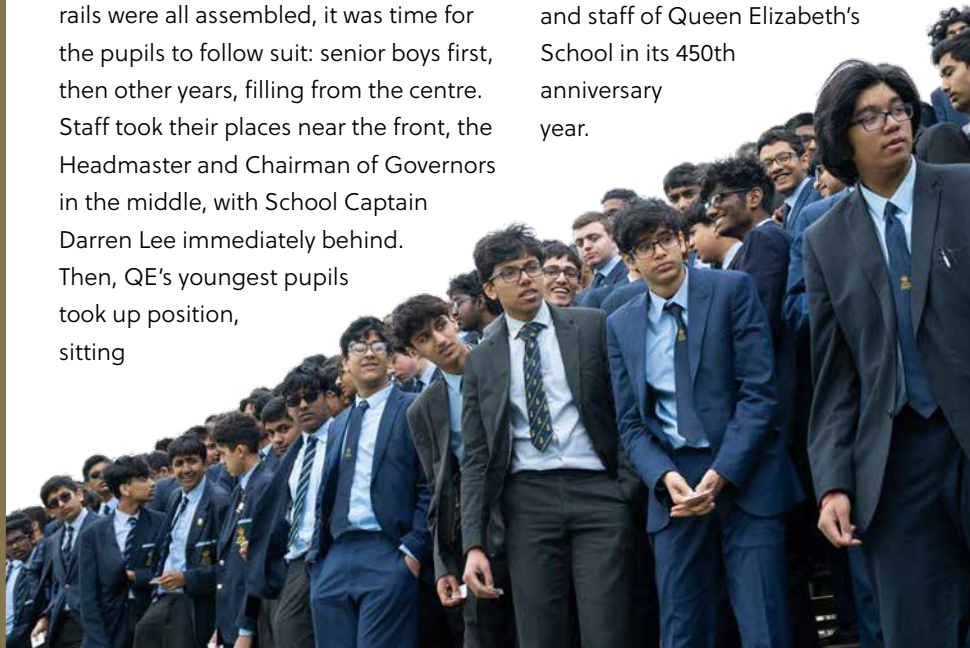 rails were all assembled, it was time for
the pupils to follow suit: senior boys first,
then other years, filling from the centre.
Staff took their places near the front, the
Headmaster and Chairman of Governors
in the middle, with School Captain
Darren Lee immediately behind.
Then, QE’s youngest pupils
took up position,
sitting
and staff of Queen Elizabeth’s
School in its 450th
anniversary
year.